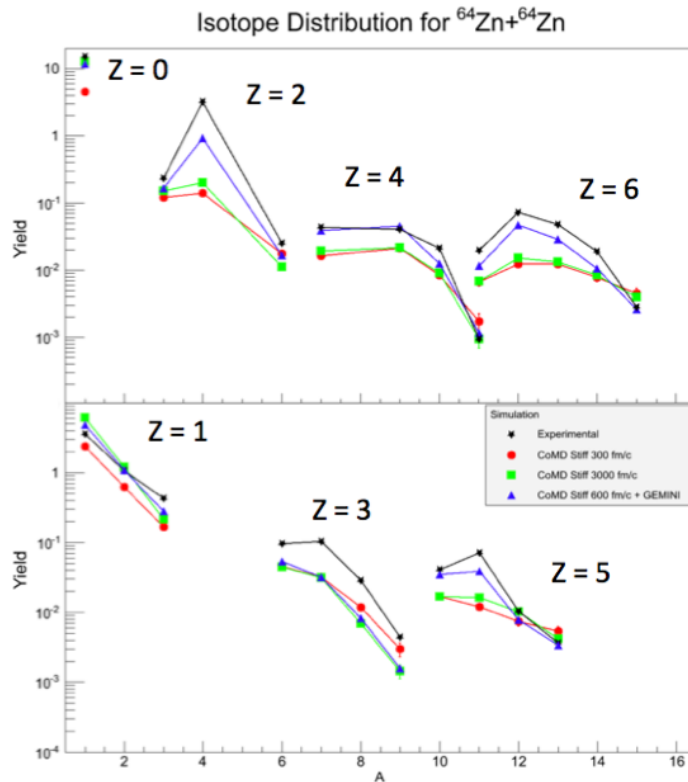 Isotope Distribution for ⁶⁴Zn+⁶⁴Zn
Z = 0
Z = 2
Z = 4
Z = 6
Yield
10
1
10⁻¹
10⁻²
10⁻³
Z = 1
Z = 3
Z = 5
Simulation
Experimental
CoMD Stiff 300 fm/c
CoMD Stiff 3000 fm/c
CoMD Stiff 600 fm/c + GEMINI
Yield
1
10⁻¹
10⁻²
10⁻³
10⁻⁴
2 4 6 8 10 12 14 16
A